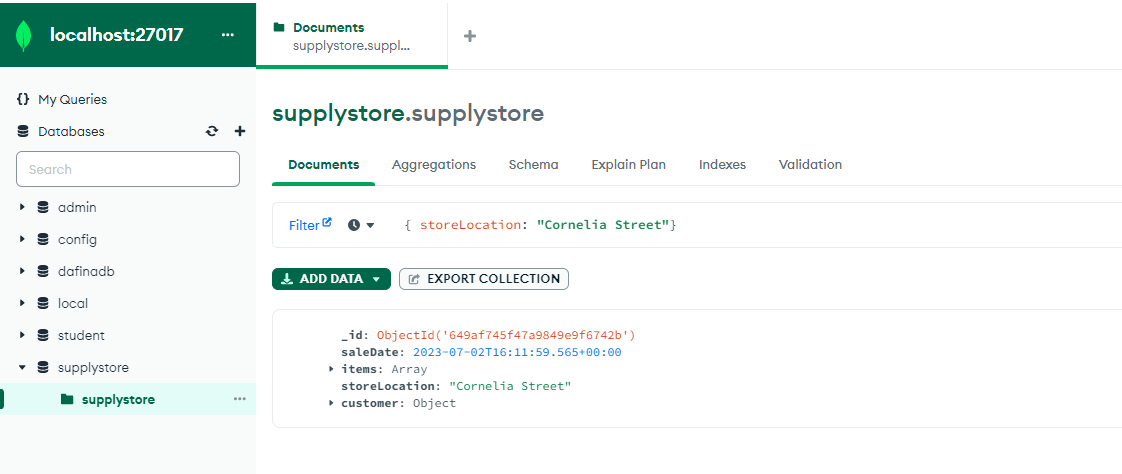 localhost:27017 ...
Documents
supplystore.suppl...
+
{} My Queries
Databases +
Search
admin
config
dafinadb
local
student
supplystore
supplystore ...
supplystore.supplystore
Documents Aggregations Schema Explain Plan Indexes Validation
Filter { storeLocation: "Cornelia Street"}
ADD DATA EXPORT COLLECTION
_id: ObjectId('649af745f47a9849e9f6742b')
saleDate: 2023-07-02T16:11:59.565+00:00
items: Array
storeLocation: "Cornelia Street"
customer: Object